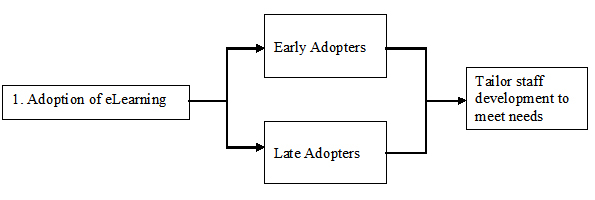 1. Adoption of eLearning
Early Adopters
Late Adopters
Tailor staff
development to
meet needs